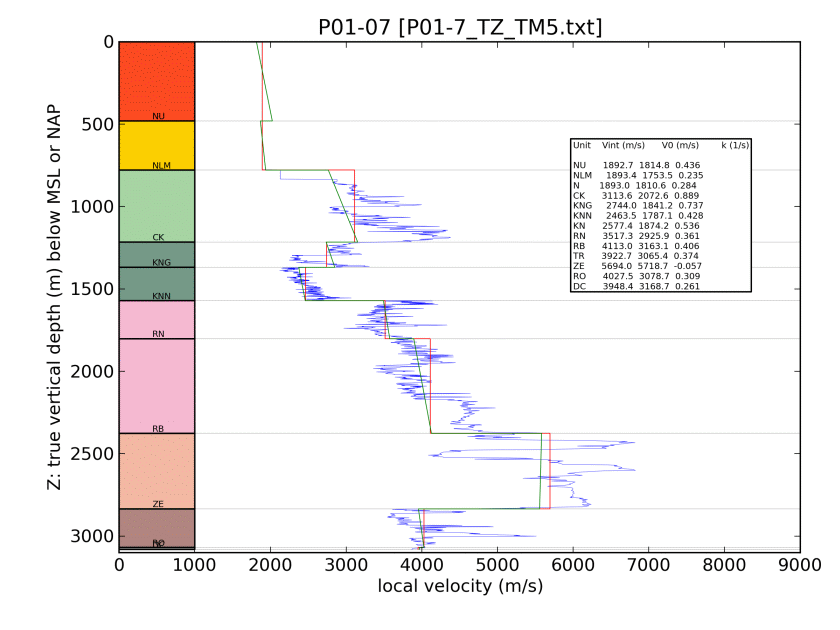 P01-07 [P01-7_TZ_TM5.txt]
Z: true vertical depth (m) below MSL or NAP
0
500
1000
1500
2000
2500
3000
NU
NLM
CK
KNG
KNN
RN
RB
ZE
RO
Unit Vint (m/s) V0 (m/s) k (1/s)
NU 1892.7 1814.8 0.436
NLM 1893.4 1753.5 0.235
N 1893.0 1810.6 0.284
CK 3113.6 2072.6 0.889
KNG 2744.0 1841.2 0.737
KNN 2463.5 1787.1 0.428
KN 2577.4 1874.2 0.536
RN 3517.3 2925.9 0.361
RB 4113.0 3163.1 0.406
TR 3922.7 3065.4 0.374
ZE 5694.0 5718.7 -0.057
RO 4027.5 3078.7 0.309
DC 3948.4 3168.7 0.261
0 1000 2000 3000 4000 5000 6000 7000 8000 9000
local velocity (m/s)